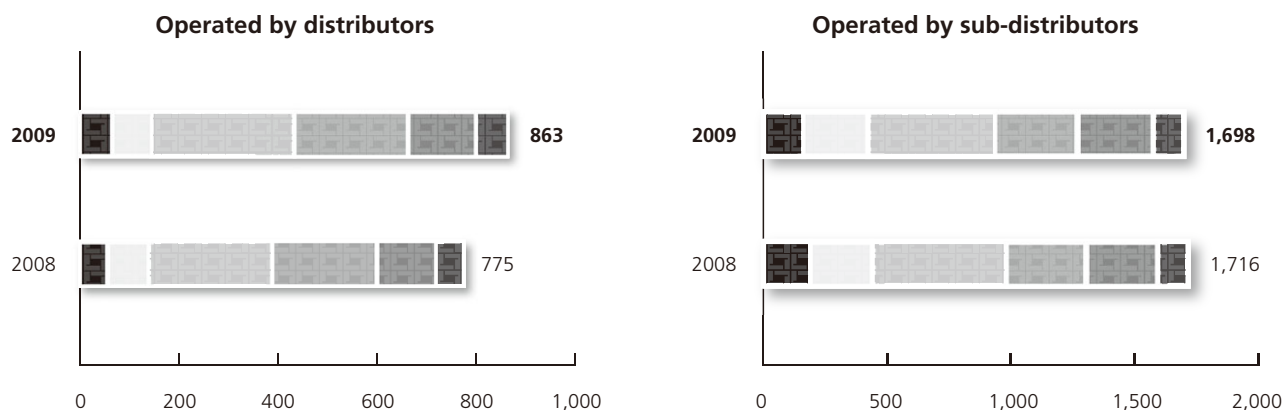 Operated by distributors
2009
863
2008
775
0 200 400 600 800 1,000
Operated by sub-distributors
2009
1,698
2008
1,716
0 500 1,000 1,500 2,000